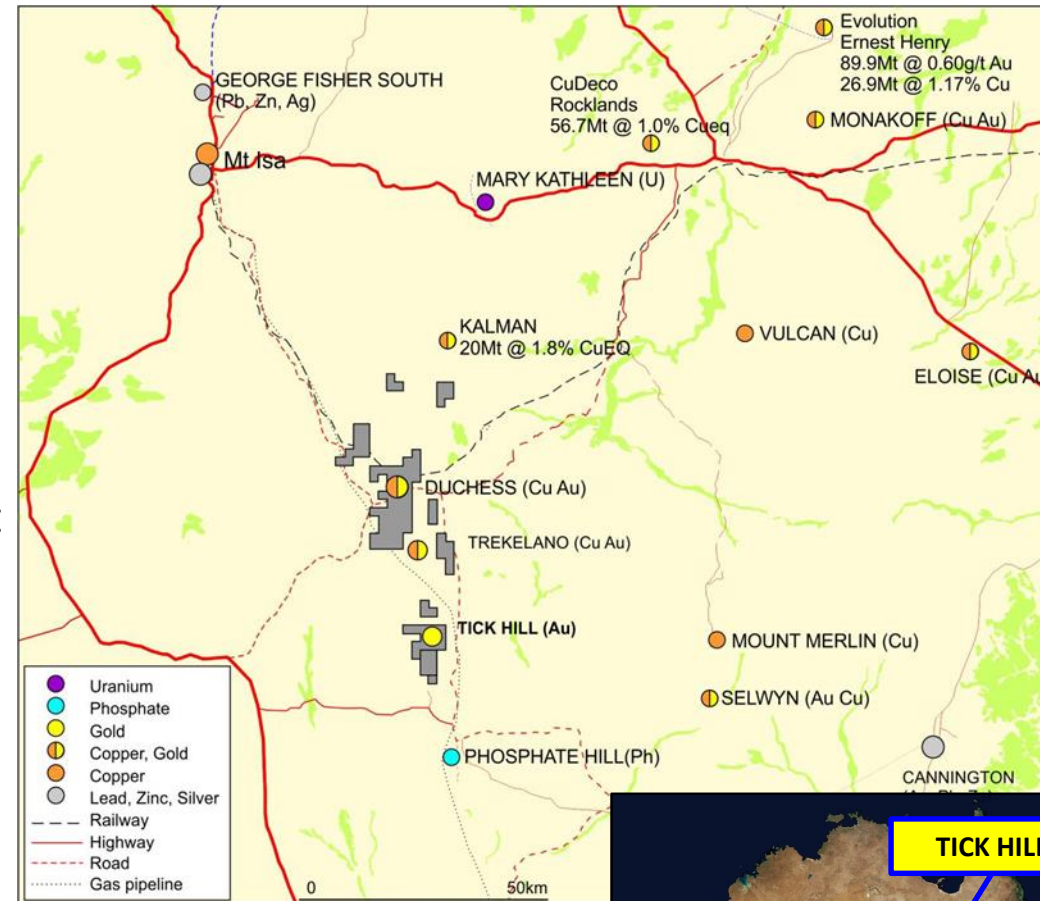 Evolution
Ernest Henry
89.9Mt @ 0.60g/t Au
26.9Mt @ 1.17% Cu
GEORGE FISHER SOUTH
(Pb, Zn, Ag)
CuDeco
Rocklands
56.7Mt @ 1.0% Cueq
MONAKOFF (Cu Au)
Mt Isa
MARY KATHLEEN (U)
KALMAN
20Mt @ 1.8% CuEQ
VULCAN (Cu)
ELOISE (Cu Au
DUCHESS (Cu Au)
TREKELANO (Cu Au)
TICK HILL (Au)
MOUNT MERLIN (Cu)
SELWYN (Au Cu)
PHOSPHATE HILL(Ph)
CANNINGTON
Uranium
Phosphate
Gold
Copper, Gold
Copper
Lead, Zinc, Silver
Railway
Highway
Road
Gas pipeline
0 50km
TICK HILL